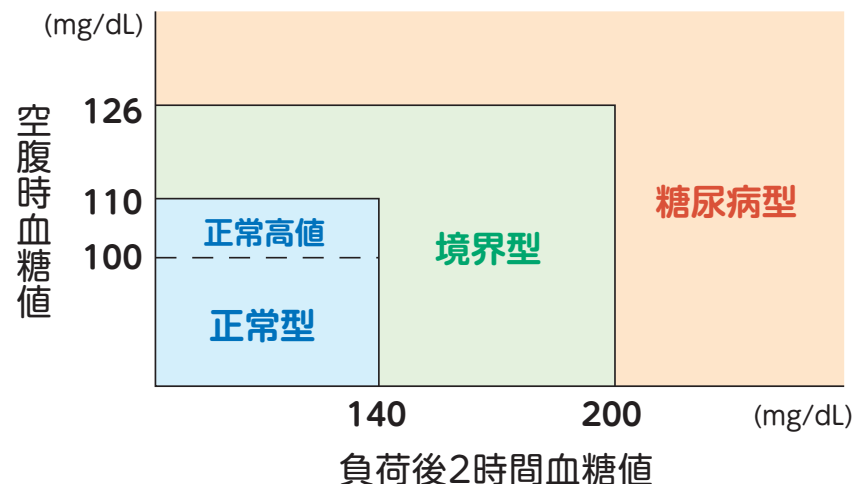 (mg/dL)
空腹時血糖値
126
110
100
正常高値
正常型
境界型
糖尿病型
140
200
(mg/dL)
負荷後2時間血糖値